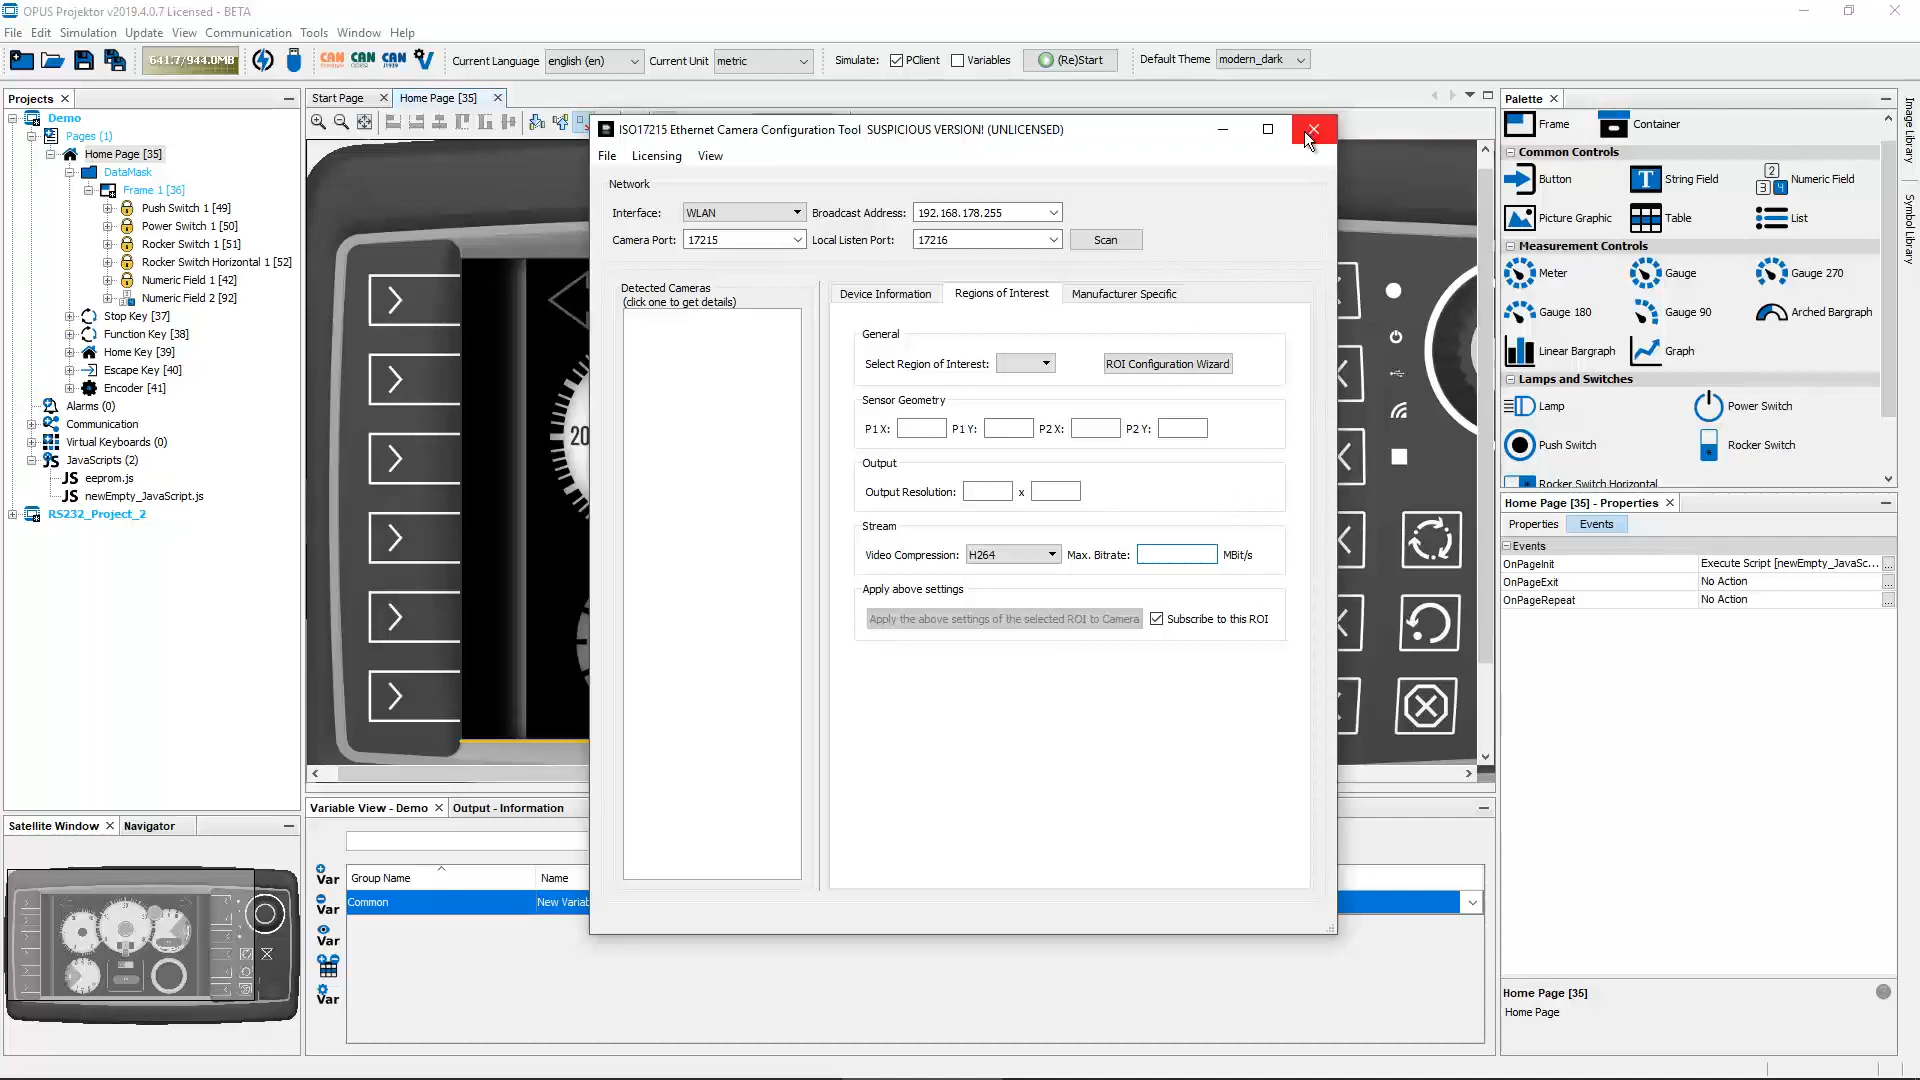 OPUS Projektor v2019.4.0.7 Licensed - BETA
File Edit Simulation Update View Communication Tools Window Help
641.7/944.0MB CAN CAN CAN Current Language english (en) Current Unit metric Simulate: PClient Variables (Re)Start Default Theme modern_dark
Projects
Demo
Pages (1)
Home Page [35]
DataMask
Frame 1 [36]
Push Switch 1 [49]
Power Switch 1 [50]
Rocker Switch 1 [51]
Rocker Switch Horizontal 1 [52]
Numeric Field 1 [42]
Numeric Field 2 [92]
Stop Key [37]
Function Key [38]
Home Key [39]
Escape Key [40]
Encoder [41]
Alarms (0)
Communication
Virtual Keyboards (0)
JavaScripts (2)
eeprom.js
newEmpty_JavaScript.js
RS232_Project_2
Start Page Home Page [35]
20
ISO17215 Ethernet Camera Configuration Tool SUSPICIOUS VERSION! (UNLICENSED)
File Licensing View
Network
Interface: WLAN Broadcast Address: 192.168.178.255
Camera Port: 17215 Local Listen Port: 17216 Scan
Detected Cameras
(click one to get details)
Device Information Regions of Interest Manufacturer Specific
General
Select Region of Interest: ROI Configuration Wizard
Sensor Geometry
P1 X: P1 Y: P2 X: P2 Y:
Output
Output Resolution: x
Stream
Video Compression: H264 Max. Bitrate: MBit/s
Apply above settings
Apply the above settings of the selected ROI to Camera Subscribe to this ROI
Palette
Frame Container
Common Controls
Button String Field Numeric Field
Picture Graphic Table List
Measurement Controls
Meter Gauge Gauge 270
Gauge 180 Gauge 90 Arched Bargraph
Linear Bargraph Graph
Lamps and Switches
Lamp Power Switch
Push Switch Rocker Switch
Rocker Switch Horizontal
Image Library
Symbol Library
Home Page [35] - Properties
Properties Events
Events
OnPageInit Execute Script [newEmpty_JavaSc... ...
OnPageExit No Action ...
OnPageRepeat No Action ...
Home Page [35]
Home Page
Satellite Window Navigator
Variable View - Demo Output - Information
Group Name Name
Common New Variab
Var
Var
Var
Var